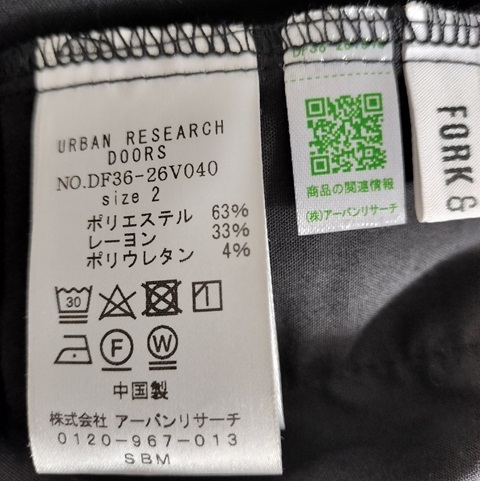 URBAN RESEARCH
DOORS
NO.DF36-26V040
size 2
ポリエステル 63%
レーヨン 33%
ポリウレタン 4%
30
F
W
中国製
株式会社 アーバンリサーチ
0120-967-013
SBM
商品の関連情報
(株)アーバンリサーチ
FORK &